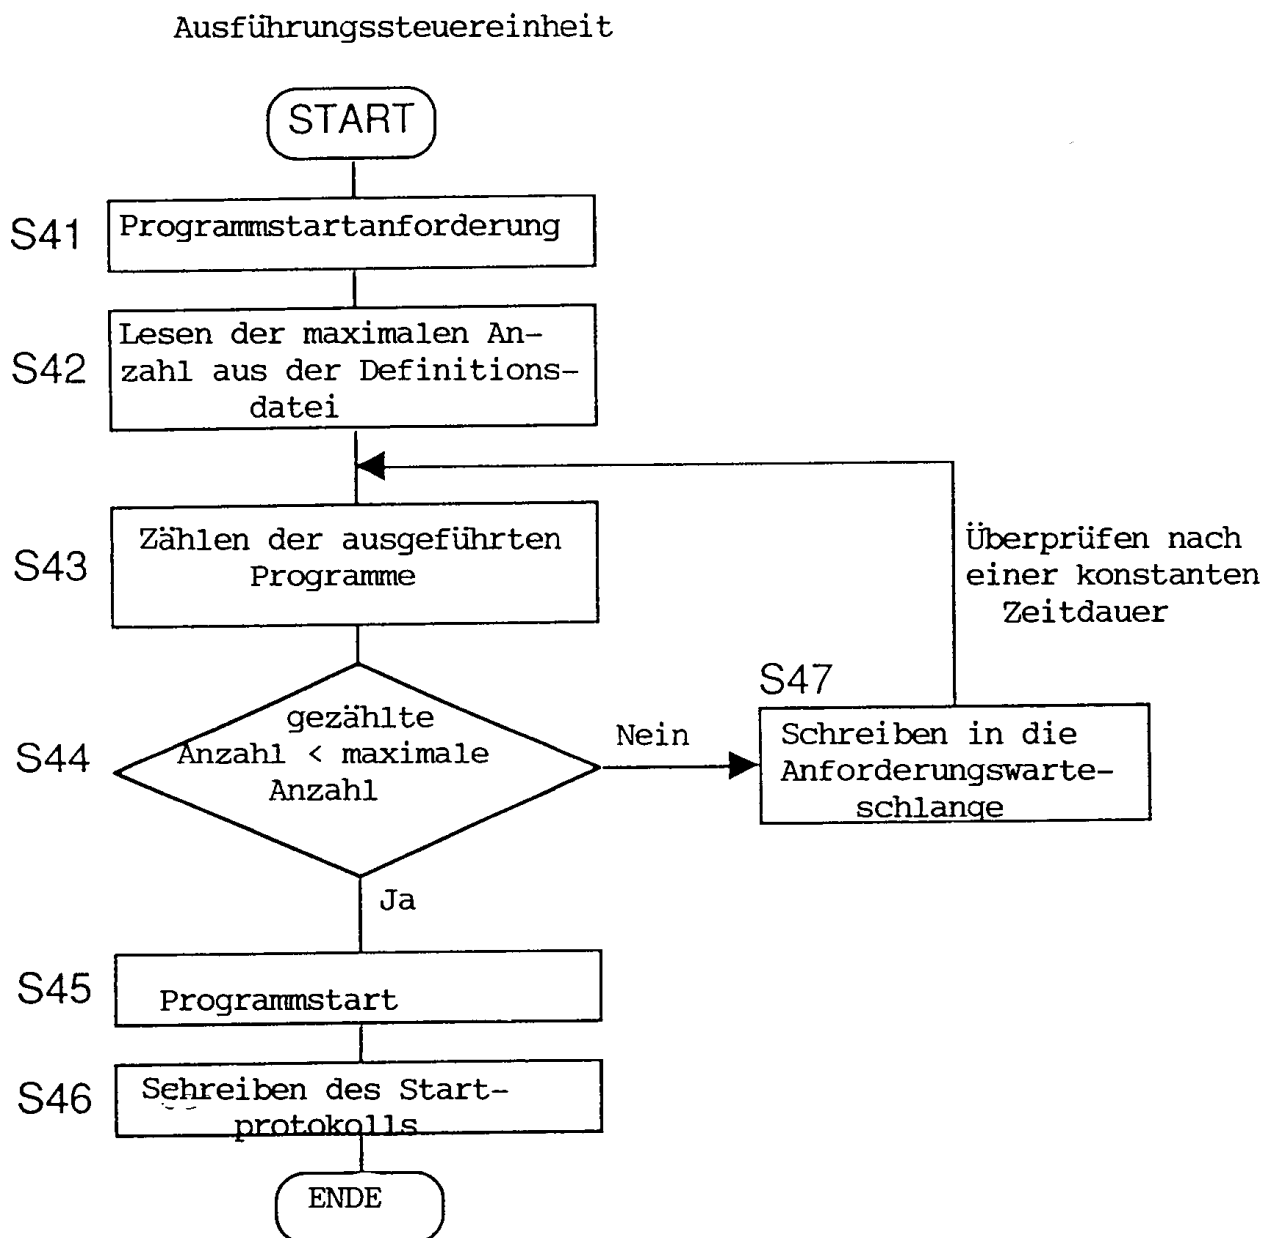 Ausführungssteuereinheit
START
S41
Programmstartanforderung
S42
Lesen der maximalen An-
zahl aus der Definitions-
datei
S43
Zählen der ausgeführten
Programme
Überprüfen nach
einer konstanten
Zeitdauer
S44
gezählte
Anzahl < maximale
Anzahl
Nein
S47
Schreiben in die
Anforderungswarte-
schlange
Ja
S45
Programmstart
S46
Schreiben des Start-
protokolls
ENDE